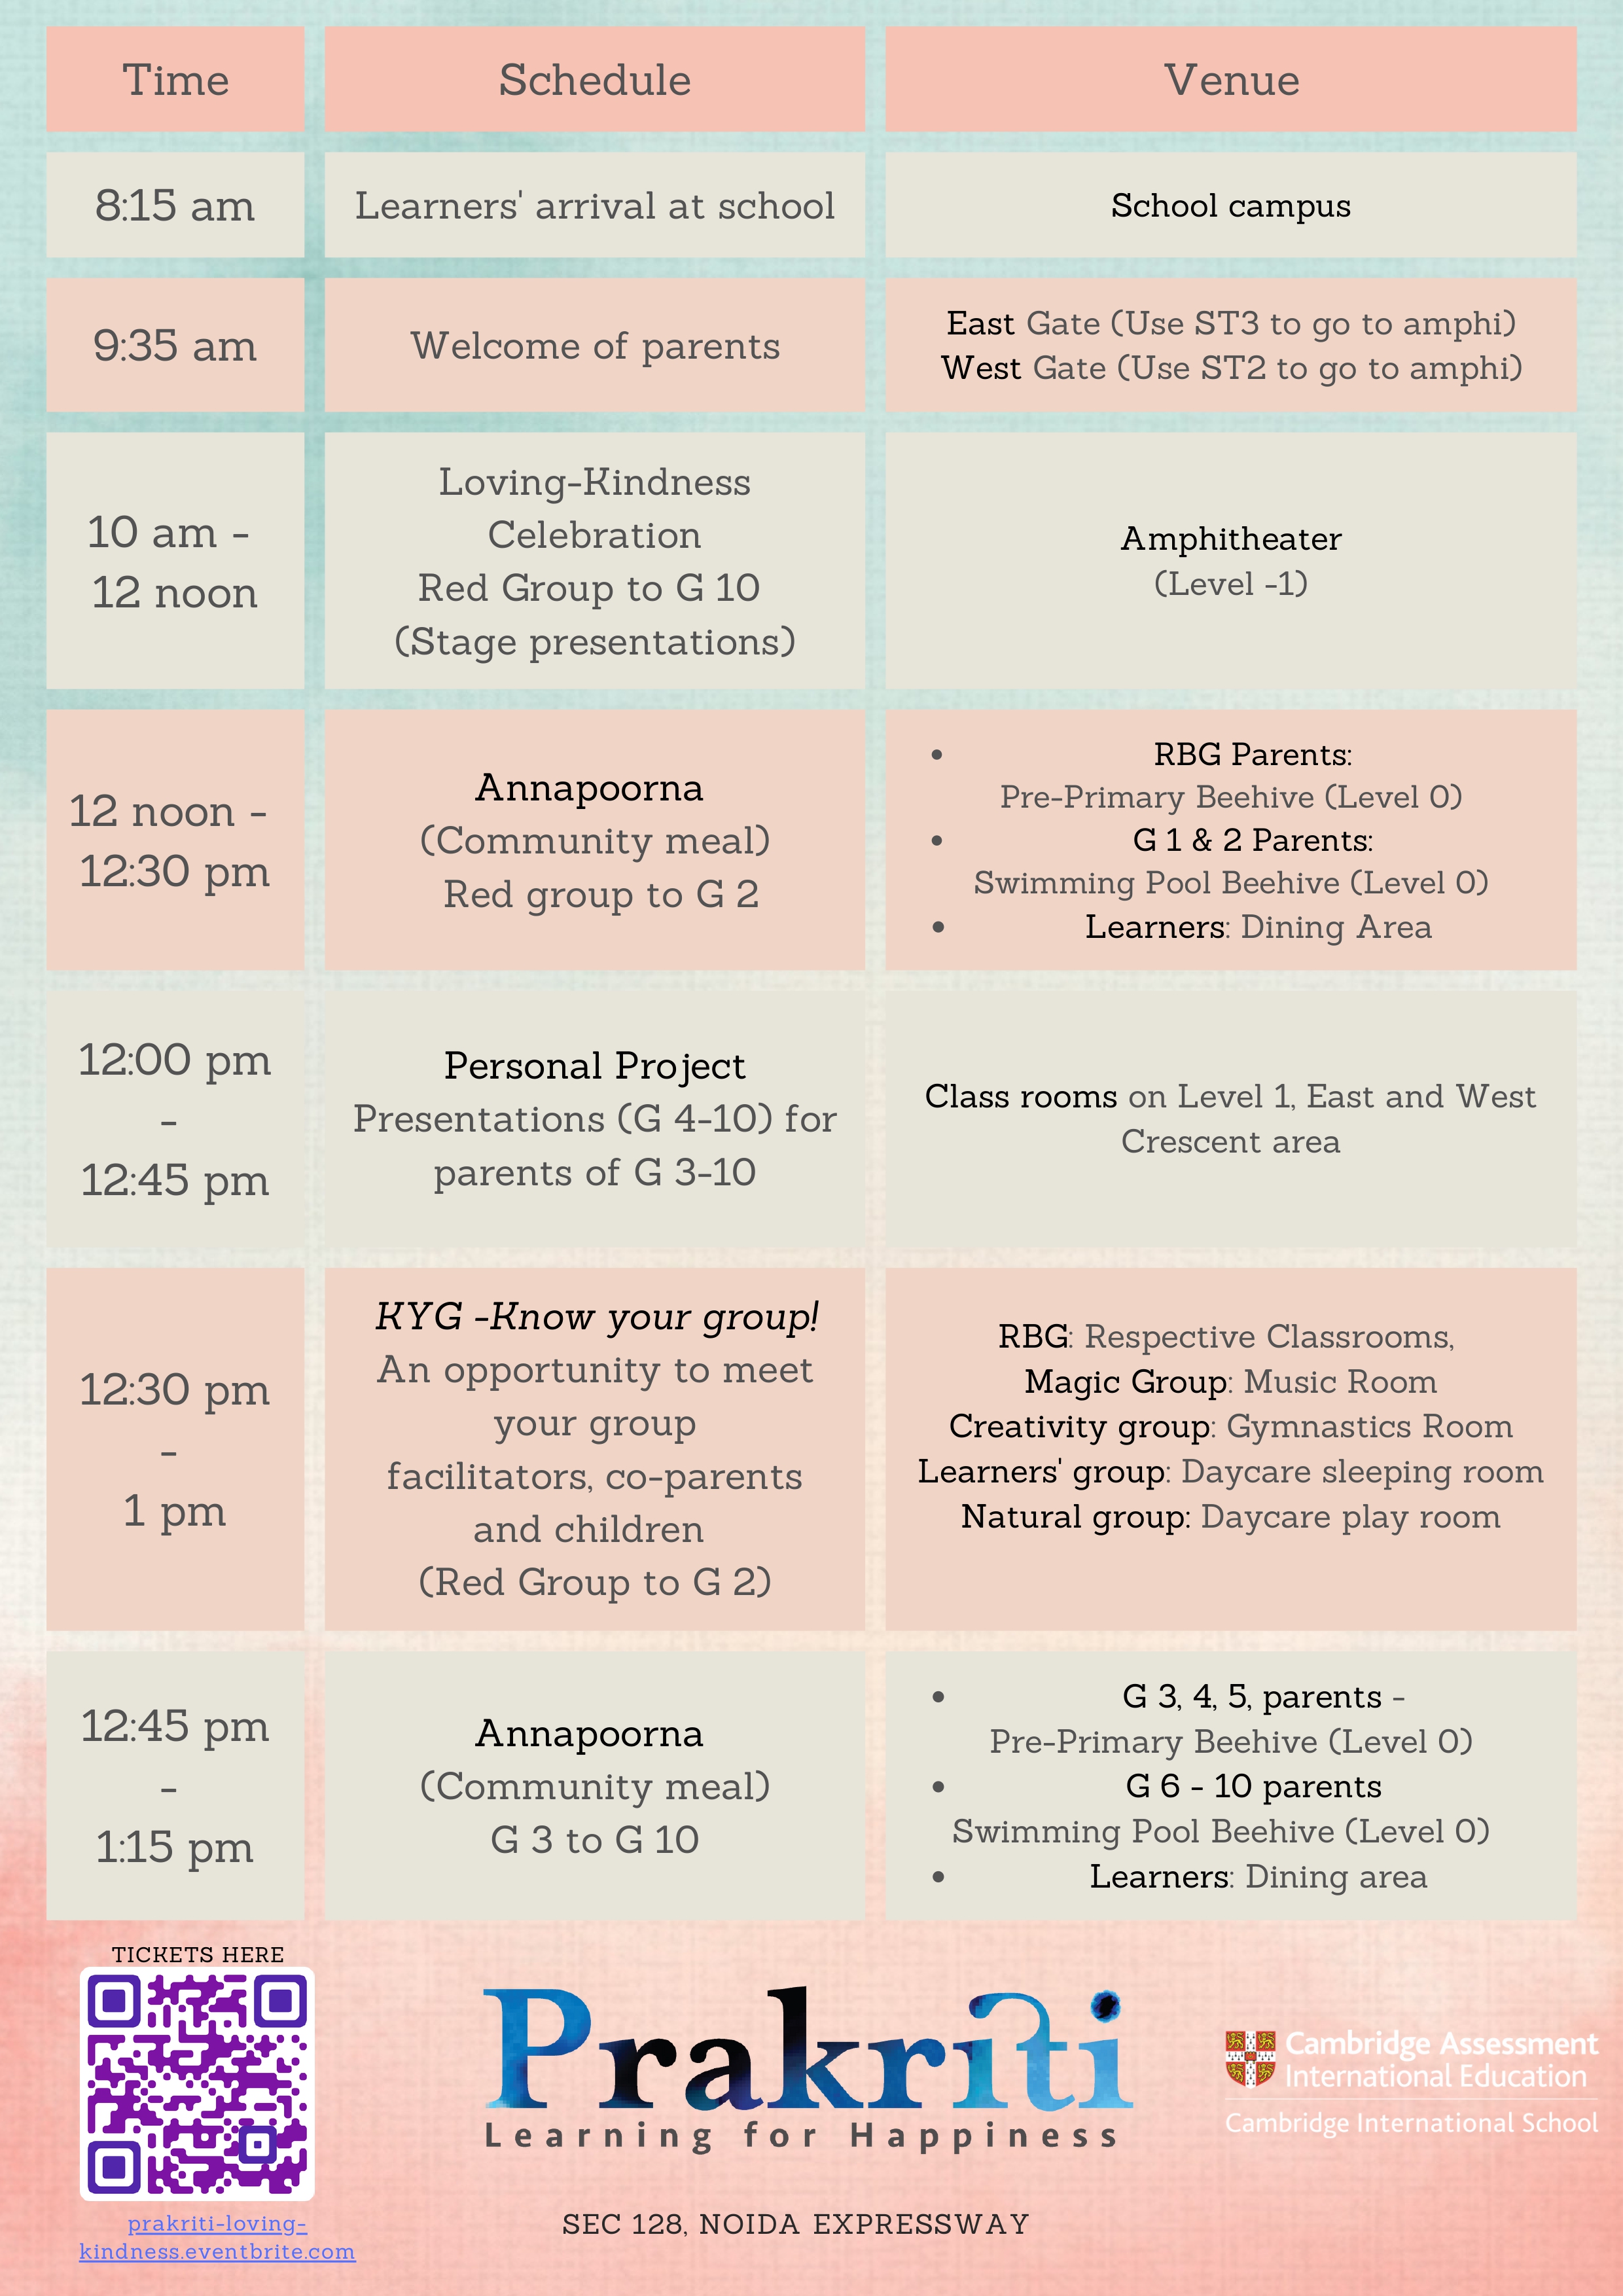 Time
Schedule
Venue
8:15 am
Learners' arrival at school
School campus
9:35 am
Welcome of parents
East Gate (Use ST3 to go to amphi)
West Gate (Use ST2 to go to amphi)
10 am -
12 noon
Loving-Kindness
Celebration
Red Group to G 10
(Stage presentations)
Amphitheater
(Level -1)
12 noon -
12:30 pm
Annapoorna
(Community meal)
Red group to G 2
• RBG Parents:
Pre-Primary Beehive (Level 0)
• G 1 & 2 Parents:
Swimming Pool Beehive (Level 0)
• Learners: Dining Area
12:00 pm
-
12:45 pm
Personal Project
Presentations (G 4-10) for
parents of G 3-10
Class rooms on Level 1, East and West
Crescent area
12:30 pm
-
1 pm
KYG -Know your group!
An opportunity to meet
your group
facilitators, co-parents
and children
(Red Group to G 2)
RBG: Respective Classrooms,
Magic Group: Music Room
Creativity group: Gymnastics Room
Learners' group: Daycare sleeping room
Natural group: Daycare play room
12:45 pm
-
1:15 pm
Annapoorna
(Community meal)
G 3 to G 10
• G 3, 4, 5, parents -
Pre-Primary Beehive (Level 0)
• G 6 - 10 parents
Swimming Pool Beehive (Level 0)
• Learners: Dining area
TICKETS HERE
prakriti-loving-
kindness.eventbrite.com
Prakriti
Learning for Happiness
SEC 128, NOIDA EXPRESSWAY
Cambridge Assessment
International Education
Cambridge International School